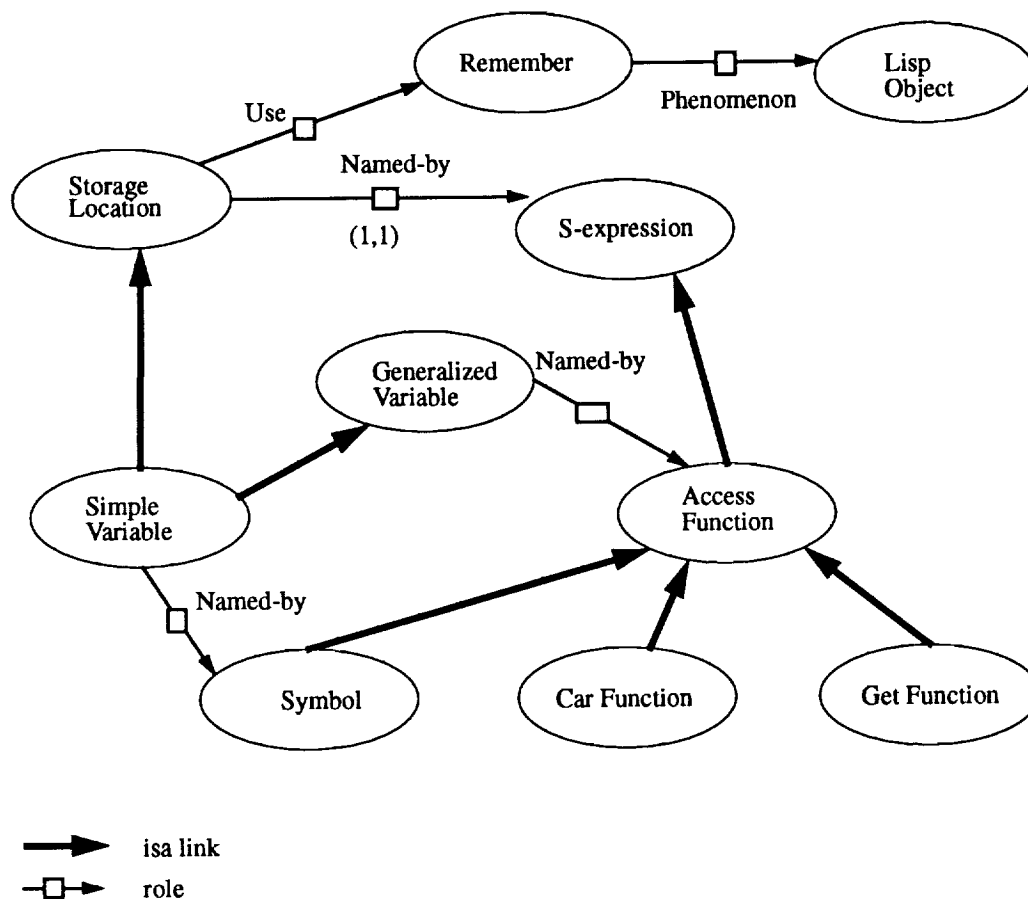 Remember
Lisp
Object
Use
Phenomenon
Named-by
Storage
Location
(1,1)
S-expression
Generalized
Variable
Named-by
Simple
Variable
Access
Function
Named-by
Symbol
Car Function
Get Function
isa link
role